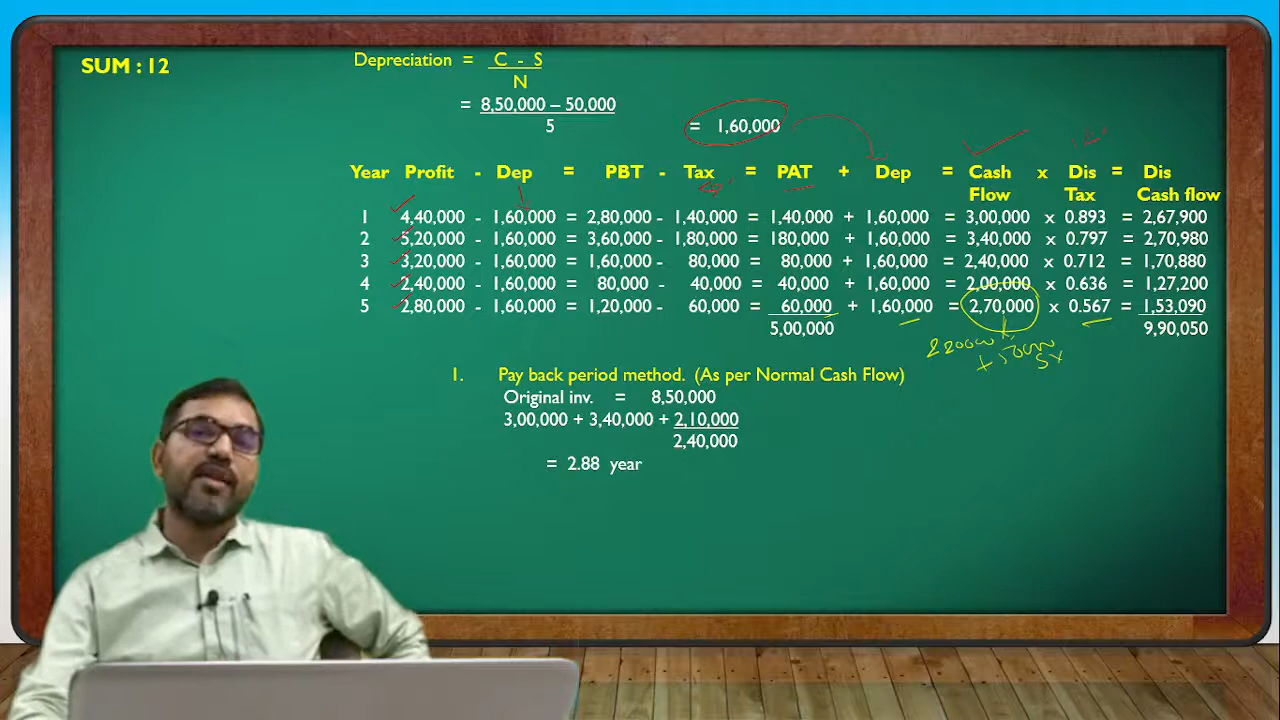 SUM : 12
Depreciation = C - S
N
= 8,50,000 – 50,000
5
= 1,60,000
Year Profit - Dep = PBT - Tax = PAT + Dep = Cash Flow x Dis Tax = Dis Cash flow
1 4,40,000 - 1,60,000 = 2,80,000 - 1,40,000 = 1,40,000 + 1,60,000 = 3,00,000 x 0.893 = 2,67,900
2 5,20,000 - 1,60,000 = 3,60,000 - 1,80,000 = 180,000 + 1,60,000 = 3,40,000 x 0.797 = 2,70,980
3 3,20,000 - 1,60,000 = 1,60,000 - 80,000 = 80,000 + 1,60,000 = 2,40,000 x 0.712 = 1,70,880
4 2,40,000 - 1,60,000 = 80,000 - 40,000 = 40,000 + 1,60,000 = 2,00,000 x 0.636 = 1,27,200
5 2,80,000 - 1,60,000 = 1,20,000 - 60,000 = 60,000 + 1,60,000 = 2,70,000 x 0.567 = 1,53,090
5,00,000 9,90,050
1. Pay back period method. (As per Normal Cash Flow)
Original inv. = 8,50,000
3,00,000 + 3,40,000 + 2,10,000
2,40,000
= 2.88 year